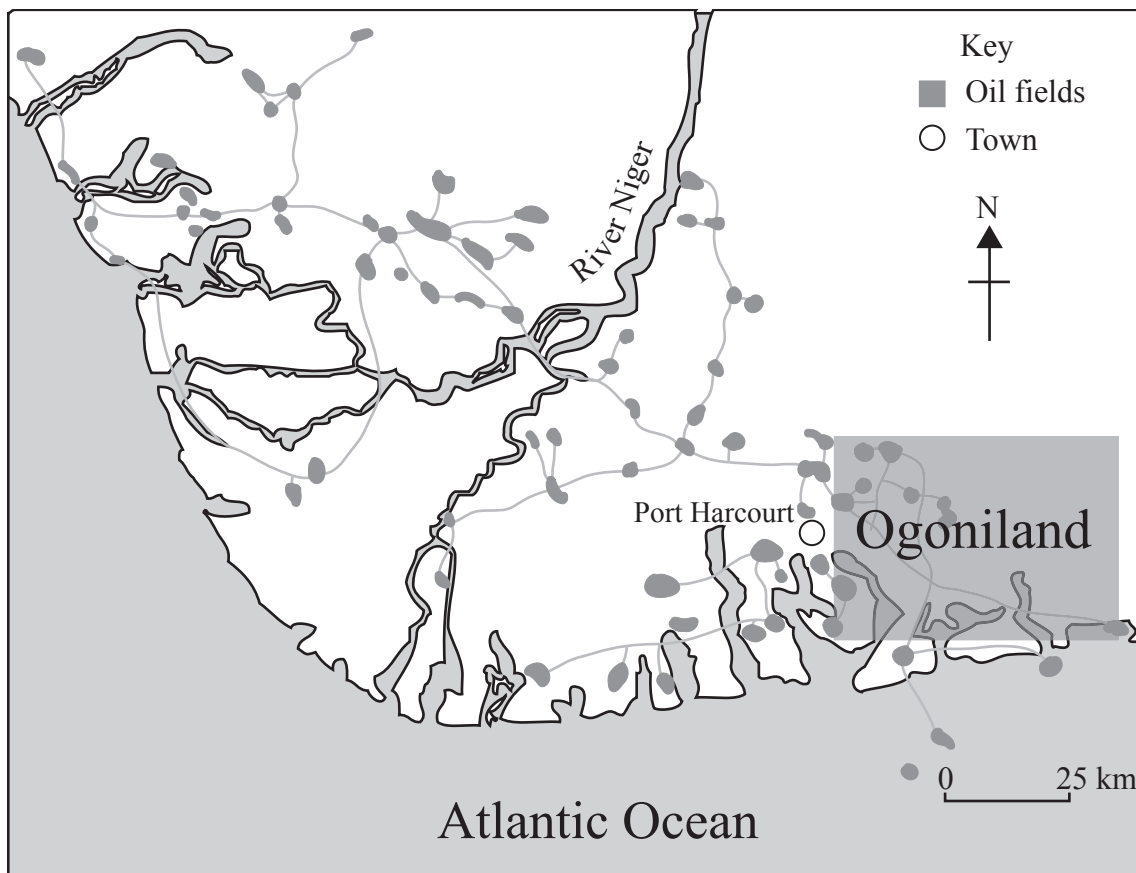 Key
Oil fields
Town
N
River Niger
Port Harcourt
Ogoniland
0 25 km
Atlantic Ocean